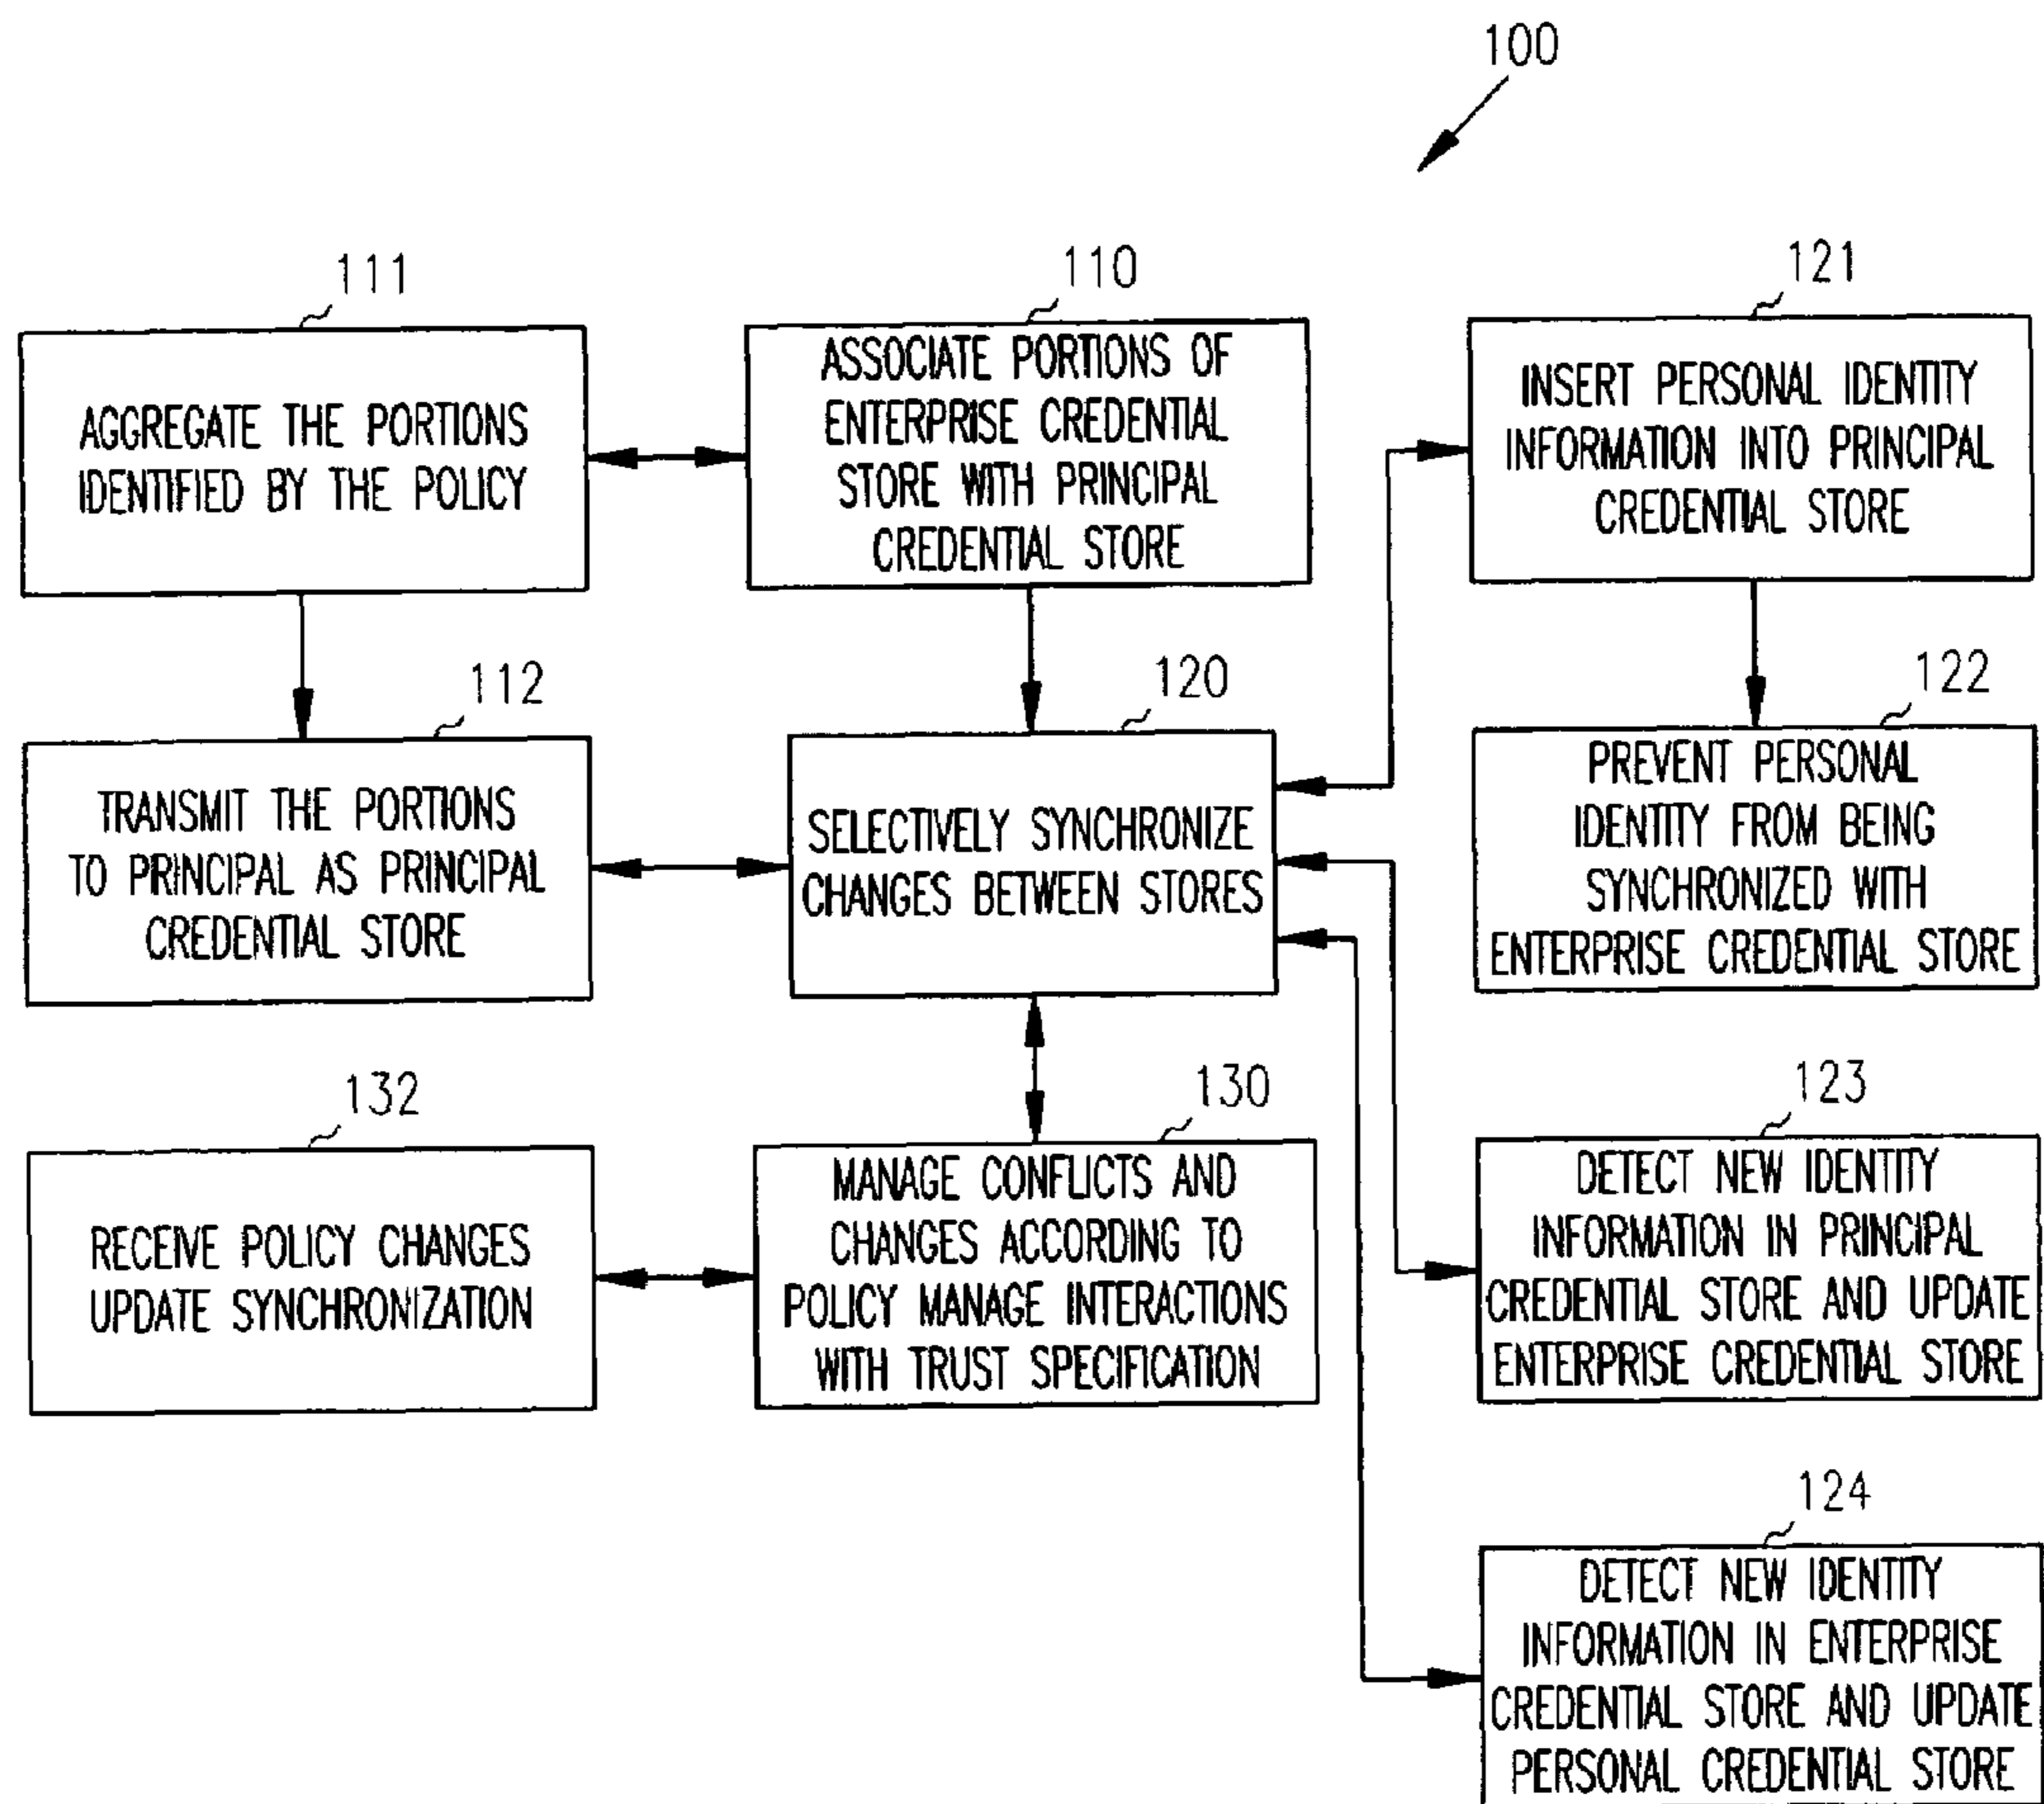 100
111
AGGREGATE THE PORTIONS
IDENTIFIED BY THE POLICY
110
ASSOCIATE PORTIONS OF
ENTERPRISE CREDENTIAL
STORE WITH PRINCIPAL
CREDENTIAL STORE
121
INSERT PERSONAL IDENTITY
INFORMATION INTO PRINCIPAL
CREDENTIAL STORE
112
TRANSMIT THE PORTIONS
TO PRINCIPAL AS PRINCIPAL
CREDENTIAL STORE
120
SELECTIVELY SYNCHRONIZE
CHANGES BETWEEN STORES
122
PREVENT PERSONAL
IDENTITY FROM BEING
SYNCHRONIZED WITH
ENTERPRISE CREDENTIAL STORE
132
RECEIVE POLICY CHANGES
UPDATE SYNCHRONIZATION
130
MANAGE CONFLICTS AND
CHANGES ACCORDING TO
POLICY MANAGE INTERACTIONS
WITH TRUST SPECIFICATION
123
DETECT NEW IDENTITY
INFORMATION IN PRINCIPAL
CREDENTIAL STORE AND UPDATE
ENTERPRISE CREDENTIAL STORE
124
DETECT NEW IDENTITY
INFORMATION IN ENTERPRISE
CREDENTIAL STORE AND UPDATE
PERSONAL CREDENTIAL STORE